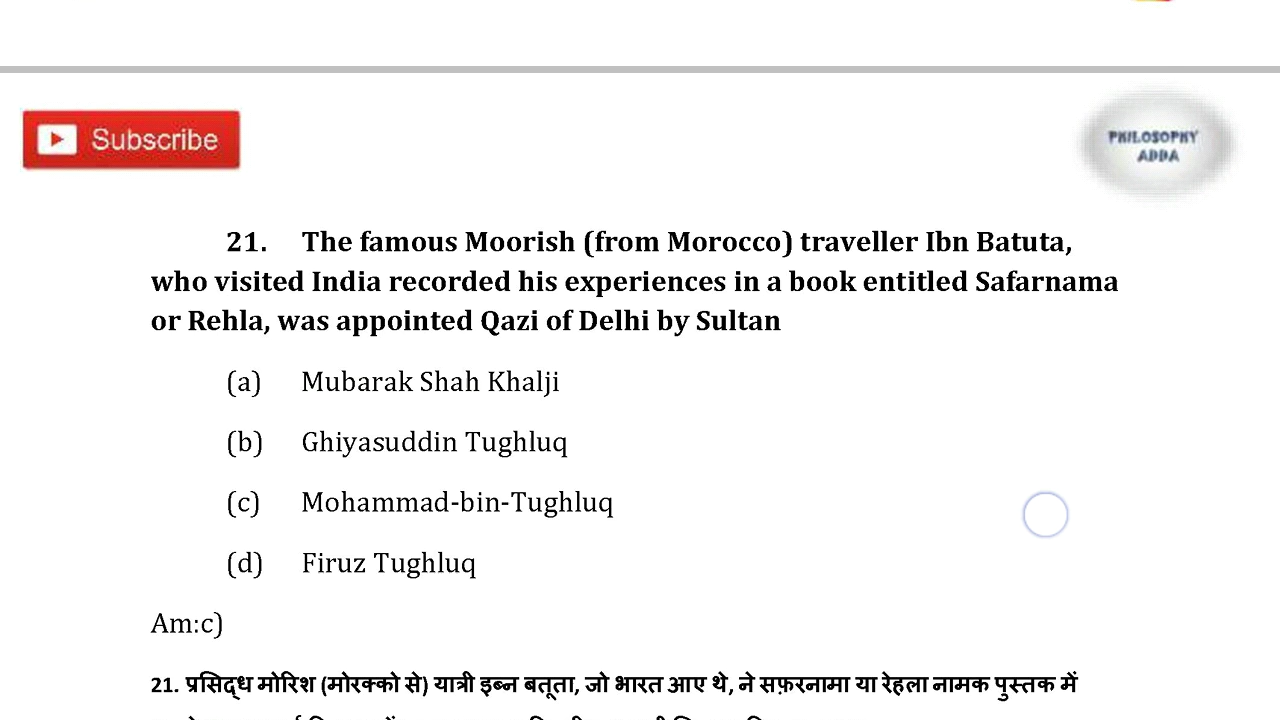 Subscribe
PHILOSOPHY
ADDA
21. The famous Moorish (from Morocco) traveller Ibn Batuta,
who visited India recorded his experiences in a book entitled Safarnama
or Rehla, was appointed Qazi of Delhi by Sultan
(a) Mubarak Shah Khalji
(b) Ghiyasuddin Tughluq
(c) Mohammad-bin-Tughluq
(d) Firuz Tughluq
Am:c)
21. प्रसिद्ध मोरिश (मोरक्को से) यात्री इब्न बतूता, जो भारत आए थे, ने सफ़रनामा या रेहला नामक पुस्तक में